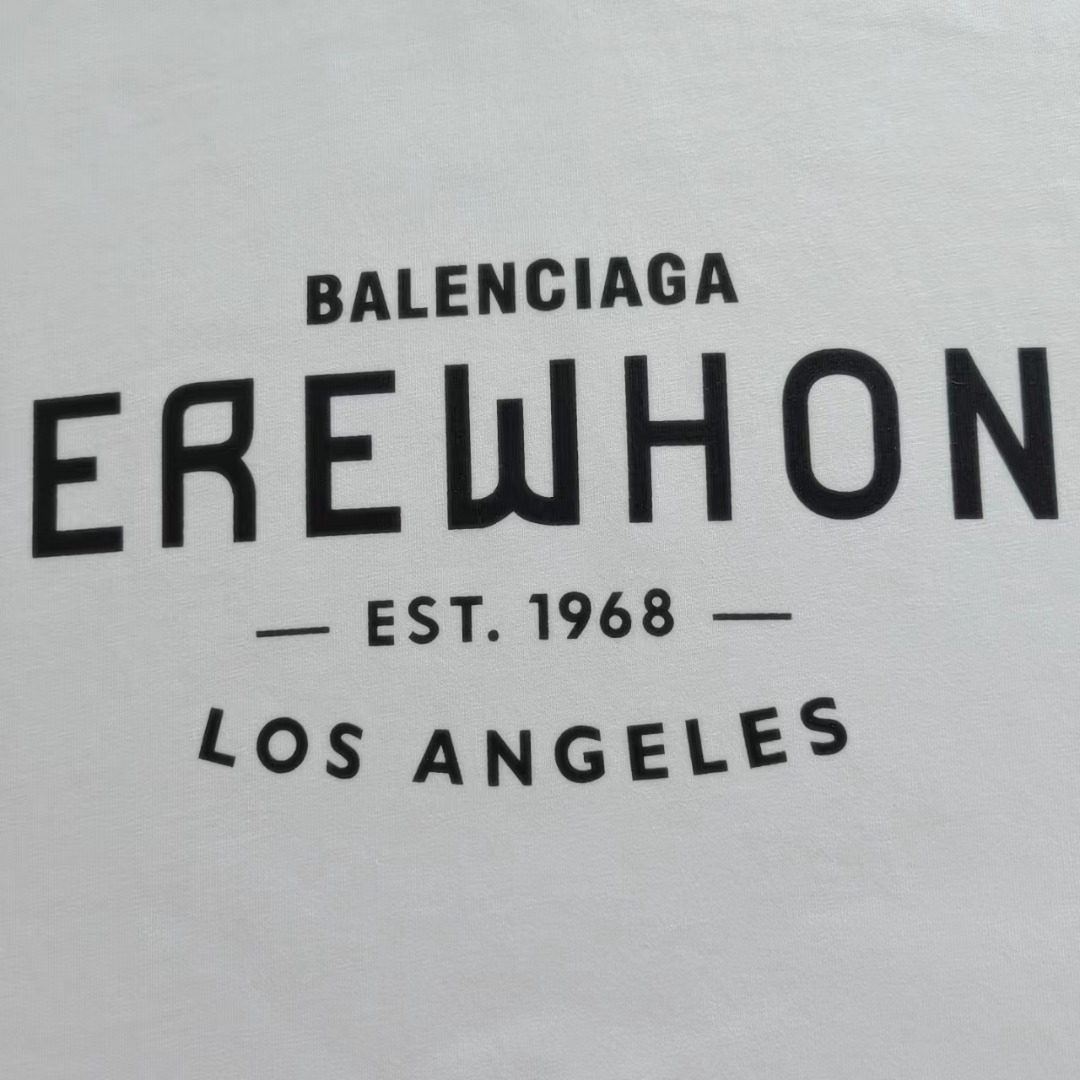 BALENCIAGA
EREWHON
— EST. 1968 —
LOS ANGELES